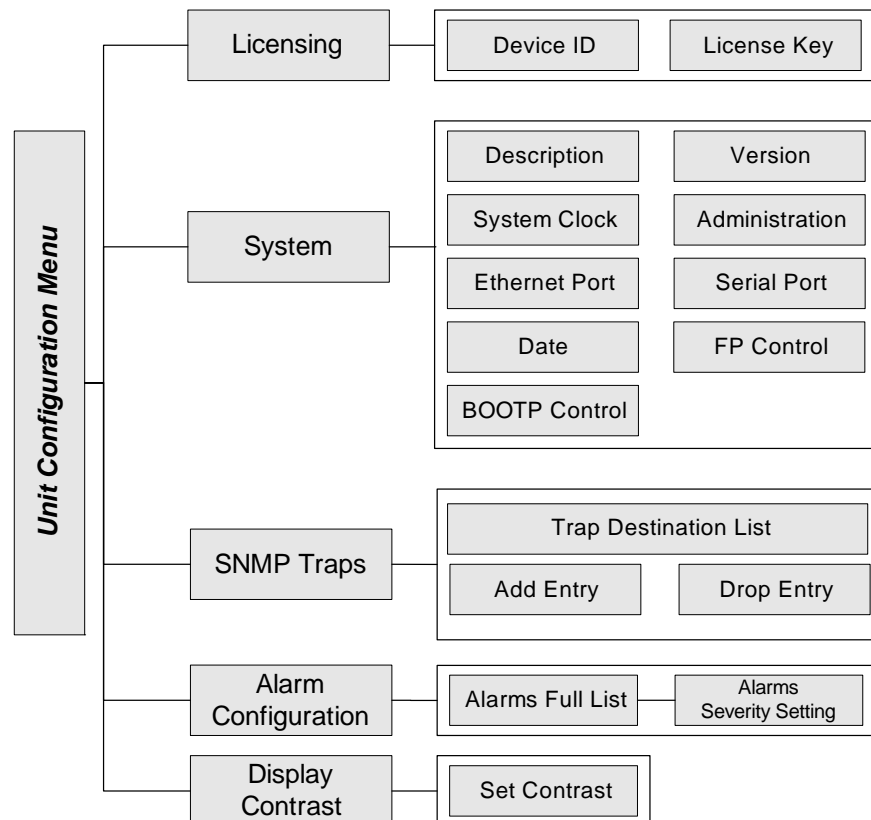 Unit Configuration Menu
Licensing
Device ID
License Key
System
Description
Version
System Clock
Administration
Ethernet Port
Serial Port
Date
FP Control
BOOTP Control
SNMP Traps
Trap Destination List
Add Entry
Drop Entry
Alarm
Configuration
Alarms Full List
Alarms
Severity Setting
Display
Contrast
Set Contrast